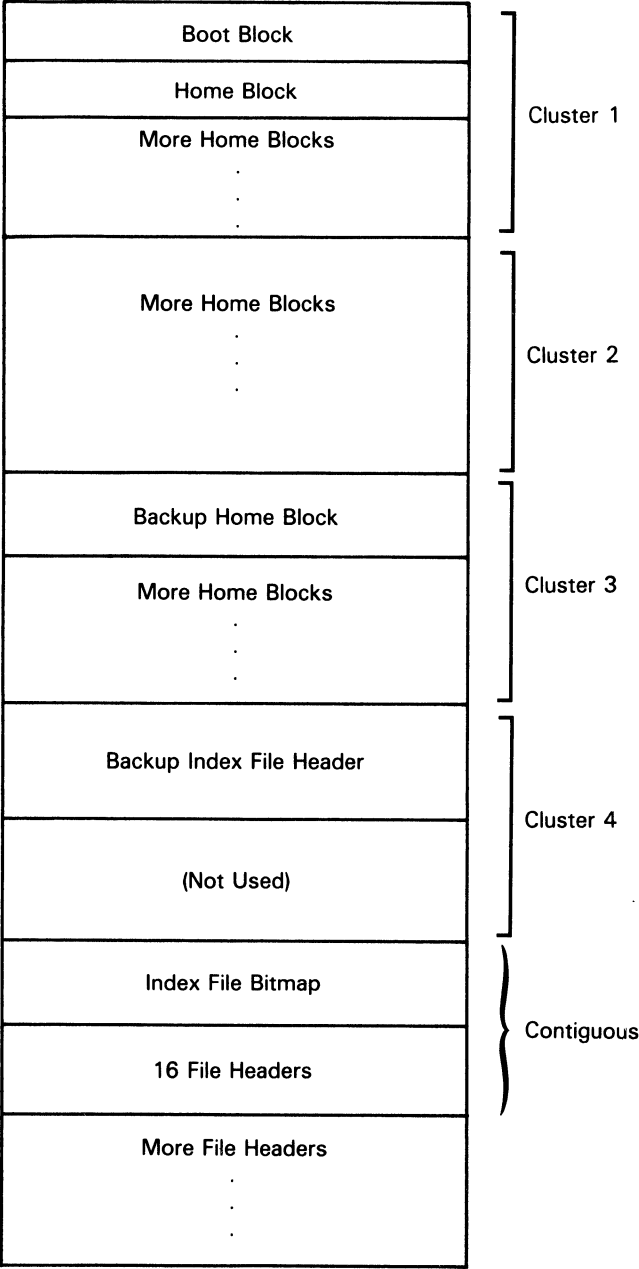 Boot Block
Home Block
More Home Blocks
.
.
.
Cluster 1
More Home Blocks
.
.
.
Cluster 2
Backup Home Block
More Home Blocks
.
.
.
Cluster 3
Backup Index File Header
(Not Used)
Cluster 4
Index File Bitmap
16 File Headers
Contiguous
More File Headers
.
.
.